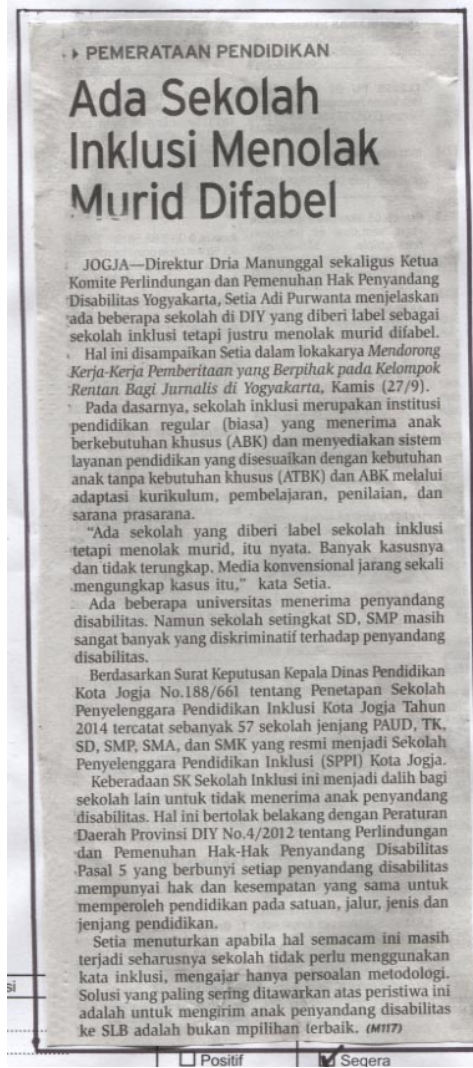 PEMERATAAN PENDIDIKAN
Ada Sekolah
Inklusi Menolak
Murid Difabel
JOGJA—Direktur Dria Manunggal sekaligus Ketua
Komite Perlindungan dan Pemenuhan Hak Penyandang
Disabilitas Yogyakarta, Setia Adi Purwanta menjelaskan
ada beberapa sekolah di DIY yang diberi label sebagai
sekolah inklusi tetapi justru menolak murid difabel.
Hal ini disampaikan Setia dalam lokakarya Mendorong
Kerja-Kerja Pemberitaan yang Berpihak pada Kelompok
Rentan Bagi Jurnalis di Yogyakarta, Kamis (27/9).
Pada dasarnya, sekolah inklusi merupakan institusi
pendidikan regular (biasa) yang menerima anak
berkebutuhan khusus (ABK) dan menyediakan sistem
layanan pendidikan yang disesuaikan dengan kebutuhan
anak tanpa kebutuhan khusus (ATBK) dan ABK melalui
adaptasi kurikulum, pembelajaran, penilaian, dan
sarana prasarana.
"Ada sekolah yang diberi label sekolah inklusi
tetapi menolak murid, itu nyata. Banyak kasusnya
dan tidak terungkap. Media konvensional jarang sekali
mengungkap kasus itu," kata Setia.
Ada beberapa universitas menerima penyandang
disabilitas. Namun sekolah setingkat SD, SMP masih
sangat banyak yang diskriminatif terhadap penyandang
disabilitas.
Berdasarkan Surat Keputusan Kepala Dinas Pendidikan
Kota Jogja No.188/661 tentang Penetapan Sekolah
Penyelenggara Pendidikan Inklusi Kota Jogja Tahun
2014 tercatat sebanyak 57 sekolah jenjang PAUD, TK,
SD, SMP, SMA, dan SMK yang resmi menjadi Sekolah
Penyelenggara Pendidikan Inklusi (SPPI) Kota Jogja.
Keberadaan SK Sekolah Inklusi ini menjadi dalih bagi
sekolah lain untuk tidak menerima anak penyandang
disabilitas. Hal ini bertolak belakang dengan Peraturan
Daerah Provinsi DIY No.4/2012 tentang Perlindungan
dan Pemenuhan Hak-Hak Penyandang Disabilitas
Pasal 5 yang berbunyi setiap penyandang disabilitas
mempunyai hak dan kesempatan yang sama untuk
memperoleh pendidikan pada satuan, jalur, jenis dan
jenjang pendidikan.
Setia menuturkan apabila hal semacam ini masih
terjadi seharusnya sekolah tidak perlu menggunakan
kata inklusi, mengajar hanya persoalan metodologi.
Solusi yang paling sering ditawarkan atas peristiwa ini
adalah untuk mengirim anak penyandang disabilitas
ke SLB adalah bukan mpilihan terbaik. (M117)
si
Positif
Segera